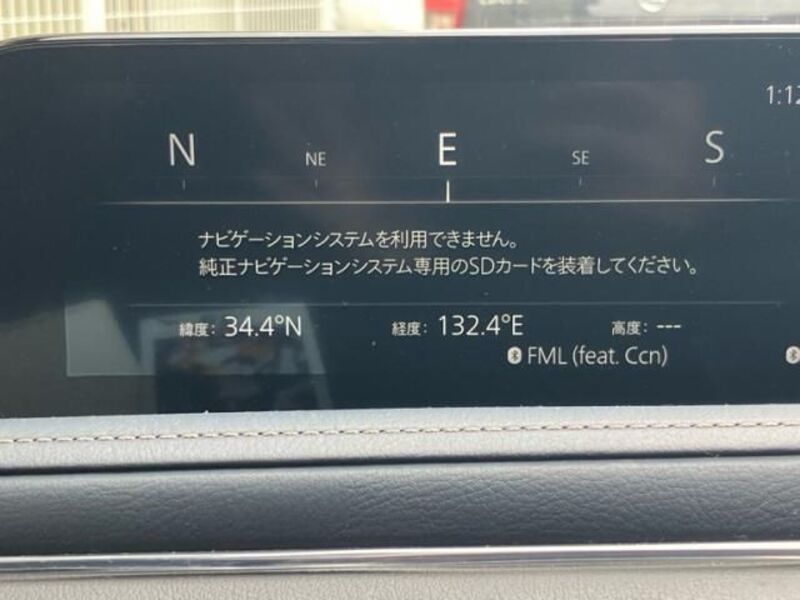 1:12
N NE E SE S
ナビゲーションシステムを利用できません。
純正ナビゲーションシステム専用のSDカードを装着してください。
緯度: 34.4°N 経度: 132.4°E 高度: ---
FML (feat. Ccn)